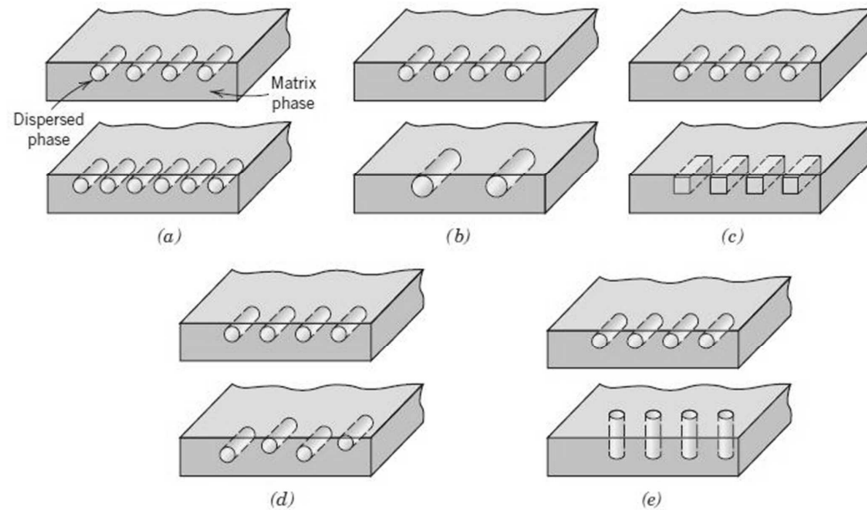 Matrix
phase
Dispersed
phase
(a)
(b)
(c)
(d)
(e)